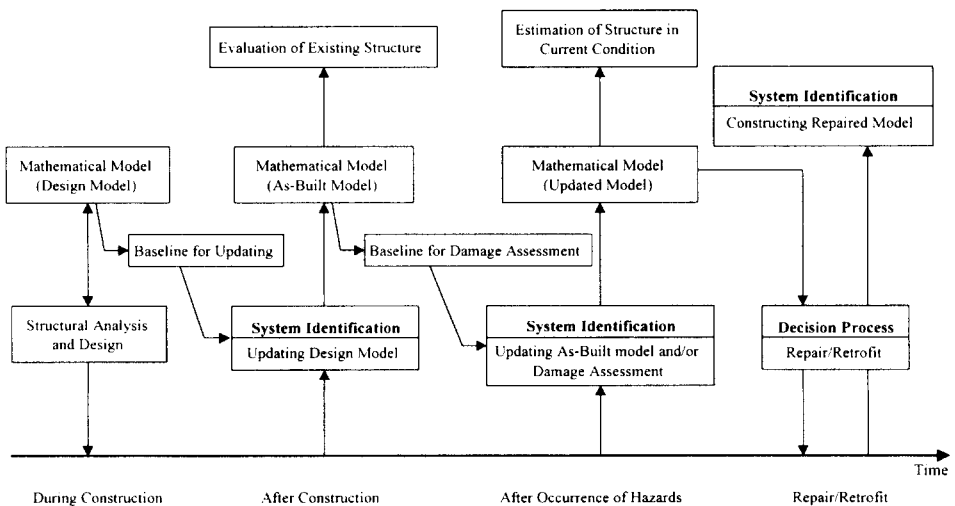 Evaluation of Existing Structure
Estimation of Structure in
Current Condition
System Identification
Constructing Repaired Model
Mathematical Model
(Design Model)
Mathematical Model
(As-Built Model)
Mathematical Model
(Updated Model)
Baseline for Updating
Baseline for Damage Assessment
Structural Analysis
and Design
System Identification
Updating Design Model
System Identification
Updating As-Built model and/or
Damage Assessment
Decision Process
Repair/Retrofit
Time
During Construction
After Construction
After Occurrence of Hazards
Repair/Retrofit